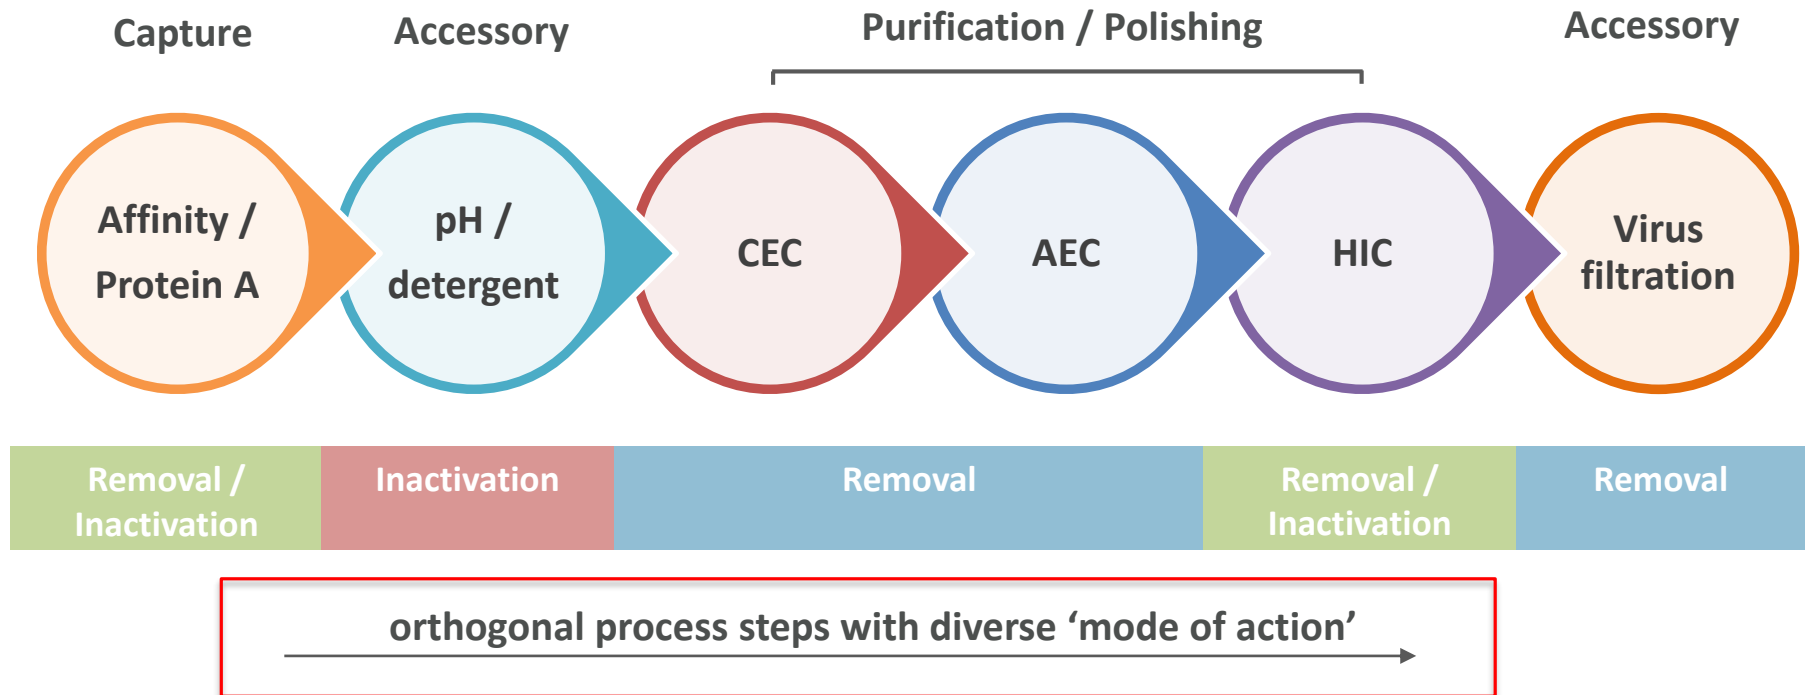 Capture
Accessory
Purification / Polishing
Accessory
Affinity /
Protein A
pH /
detergent
CEC
AEC
HIC
Virus
filtration
Removal /
Inactivation
Inactivation
Removal
Removal /
Inactivation
Removal
orthogonal process steps with diverse ‘mode of action’